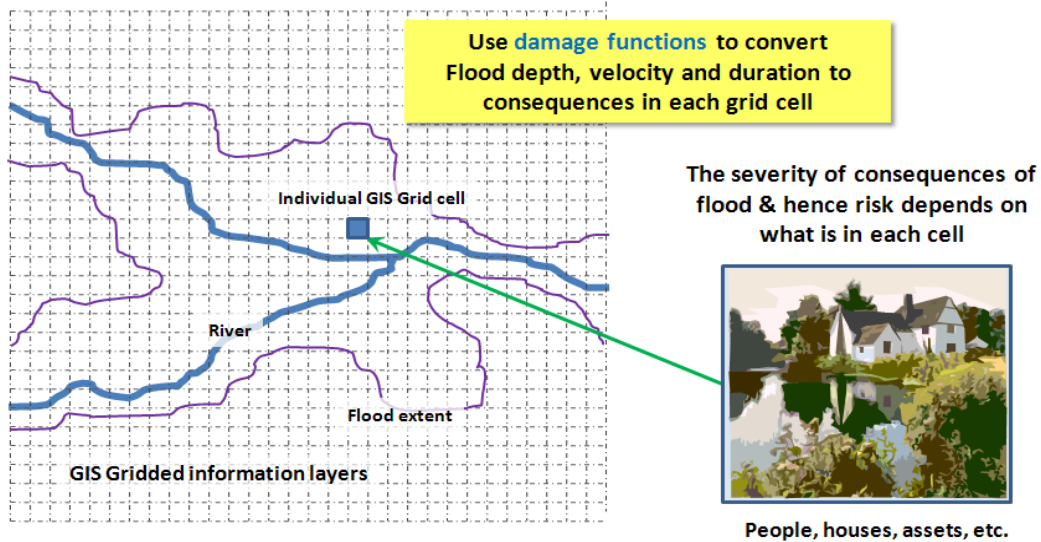 Use damage functions to convert
Flood depth, velocity and duration to
consequences in each grid cell
The severity of consequences of
flood & hence risk depends on
what is in each cell
Individual GIS Grid cell
River
Flood extent
GIS Gridded information layers
People, houses, assets, etc.